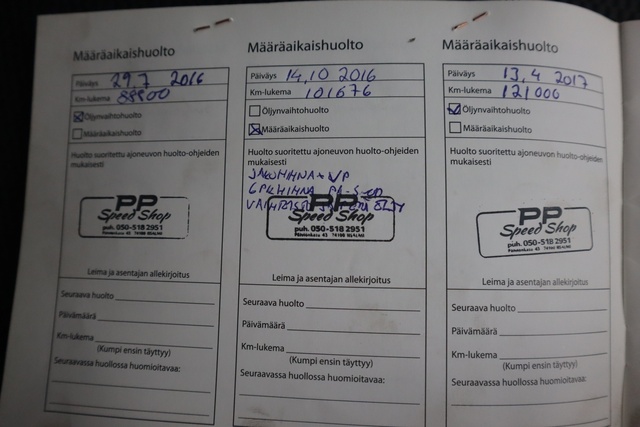 Määräaikaishuolto
Päiväys 29.7 2016
Km-lukema 88900
Öljynvaihtohuolto
Määräaikaishuolto
Huolto suoritettu ajoneuvon huolto-ohjeiden
mukaisesti
PP
Speed Shop
puh. 050-518 2951
Leima ja asentajan allekirjoitus
Seuraava huolto
Päivämäärä
Km-lukema
(Kumpi ensin täyttyy)
Seuraavassa huollossa huomioitavaa:
Määräaikaishuolto
Päiväys 14,10 2016
Km-lukema 101676
Öljynvaihtohuolto
Määräaikaishuolto
Huolto suoritettu ajoneuvon huolto-ohjeiden
mukaisesti
JAKOHIHNA + VP
PP
Speed Shop
puh. 050-518 2951
Leima ja asentajan allekirjoitus
Seuraava huolto
Päivämäärä
Km-lukema
(Kumpi ensin täyttyy)
Seuraavassa huollossa huomioitavaa:
Määräaikaishuolto
Päiväys 13,4 2017
Km-lukema 121000
Öljynvaihtohuolto
Määräaikaishuolto
Huolto suoritettu ajoneuvon huolto-ohjeiden
mukaisesti
PP
Speed Shop
puh. 050-518 2951
Leima ja asentajan allekirjoitus
Seuraava huolto
Päivämäärä
Km-lukema
(Kumpi ensin täyttyy)
Seuraavassa huollossa huomioitavaa: